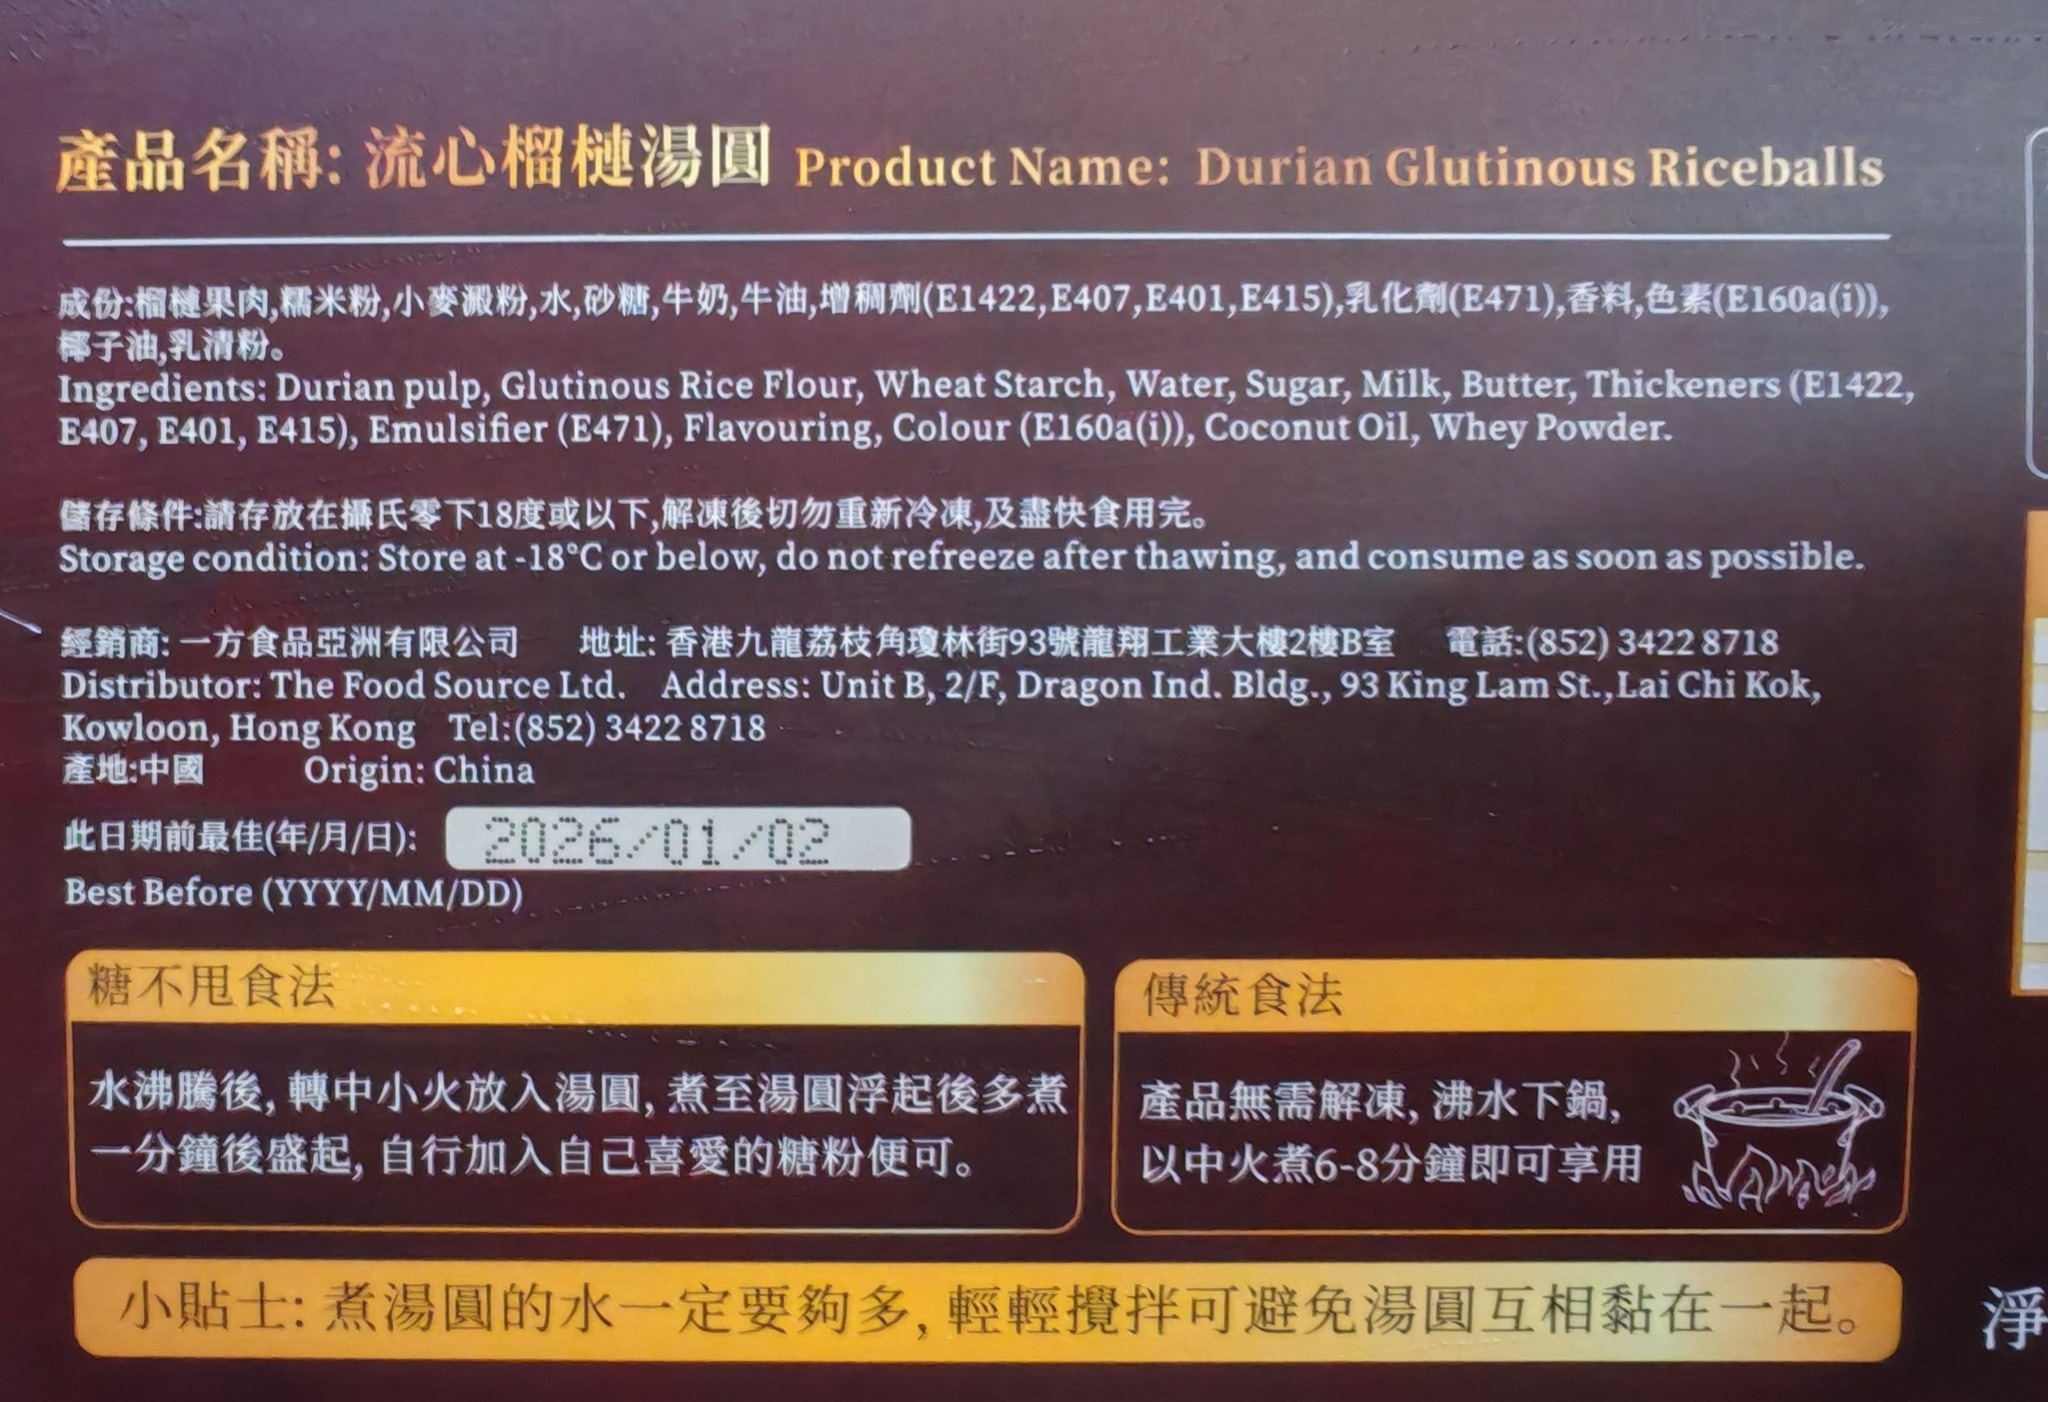 產品名稱: 流心榴槤湯圓 Product Name: Durian Glutinous Riceballs
成份:榴槤果肉,糯米粉,小麥澱粉,水,砂糖,牛奶,牛油,增稠劑(E1422,E407,E401,E415),乳化劑(E471),香料,色素(E160a(i)),
椰子油,乳清粉。
Ingredients: Durian pulp, Glutinous Rice Flour, Wheat Starch, Water, Sugar, Milk, Butter, Thickeners (E1422,
E407, E401, E415), Emulsifier (E471), Flavouring, Colour (E160a(i)), Coconut Oil, Whey Powder.
儲存條件:請存放在攝氏零下18度或以下,解凍後切勿重新冷凍,及盡快食用完。
Storage condition: Store at -18°C or below, do not refreeze after thawing, and consume as soon as possible.
經銷商: 一方食品亞洲有限公司 地址: 香港九龍荔枝角瓊林街93號龍翔工業大樓2樓B室 電話:(852) 3422 8718
Distributor: The Food Source Ltd. Address: Unit B, 2/F, Dragon Ind. Bldg., 93 King Lam St.,Lai Chi Kok,
Kowloon, Hong Kong Tel:(852) 3422 8718
產地:中國 Origin: China
此日期前最佳(年/月/日): 2026/01/02
Best Before (YYYY/MM/DD)
糖不甩食法
水沸騰後, 轉中小火放入湯圓, 煮至湯圓浮起後多煮
一分鐘後盛起, 自行加入自己喜愛的糖粉便可。
傳統食法
產品無需解凍, 沸水下鍋,
以中火煮6-8分鐘即可享用
小貼士: 煮湯圓的水一定要夠多, 輕輕攪拌可避免湯圓互相黏在一起。
淨